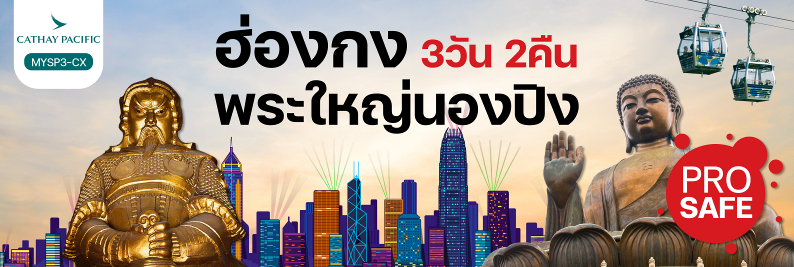 CATHAY PACIFIC
MYSP3-CX
ฮ่องกง 3วัน 2คืน
พระใหญ่นองปิง
PRO
SAFE